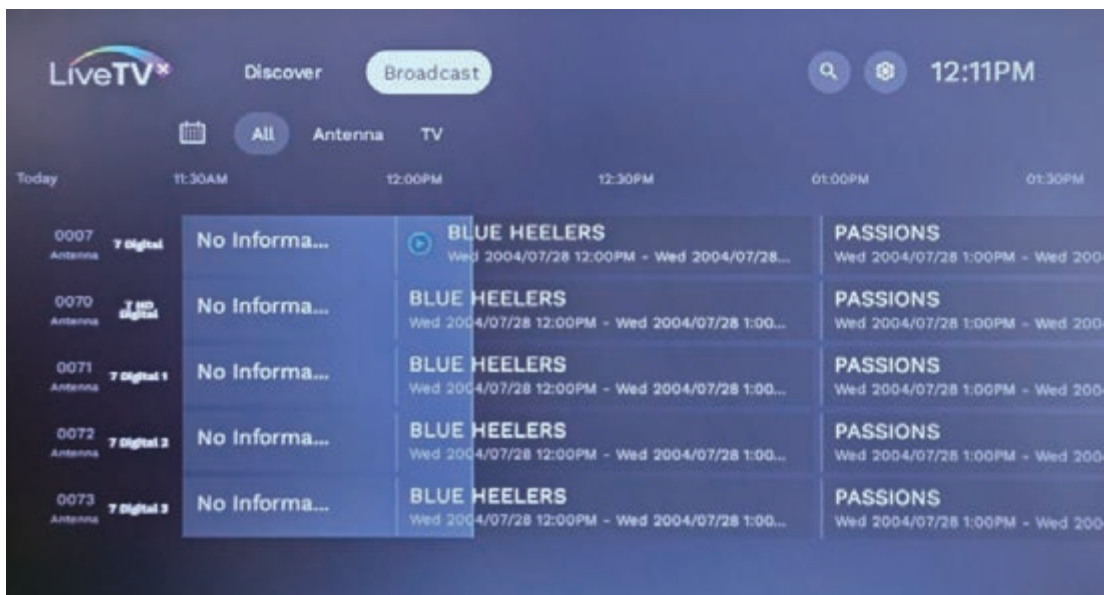 LiveTV×
Discover
Broadcast
12:11PM
All
Antenna
TV
Today
11:30AM
12:00PM
12:30PM
01:00PM
01:30PM
0007
Antenna
7 Digital
No Informa...
BLUE HEELERS
Wed 2004/07/28 12:00PM - Wed 2004/07/28...
PASSIONS
Wed 2004/07/28 1:00PM - Wed 200
0070
Antenna
7 HD
Digital
No Informa...
BLUE HEELERS
Wed 2004/07/28 12:00PM - Wed 2004/07/28 1:00...
PASSIONS
Wed 2004/07/28 1:00PM - Wed 200
0071
Antenna
7 Digital 1
No Informa...
BLUE HEELERS
Wed 2004/07/28 12:00PM - Wed 2004/07/28 1:00...
PASSIONS
Wed 2004/07/28 1:00PM - Wed 200
0072
Antenna
7 Digital 2
No Informa...
BLUE HEELERS
Wed 2004/07/28 12:00PM - Wed 2004/07/28 1:00...
PASSIONS
Wed 2004/07/28 1:00PM - Wed 200
0073
Antenna
7 Digital 3
No Informa...
BLUE HEELERS
Wed 2004/07/28 12:00PM - Wed 2004/07/28 1:00...
PASSIONS
Wed 2004/07/28 1:00PM - Wed 200